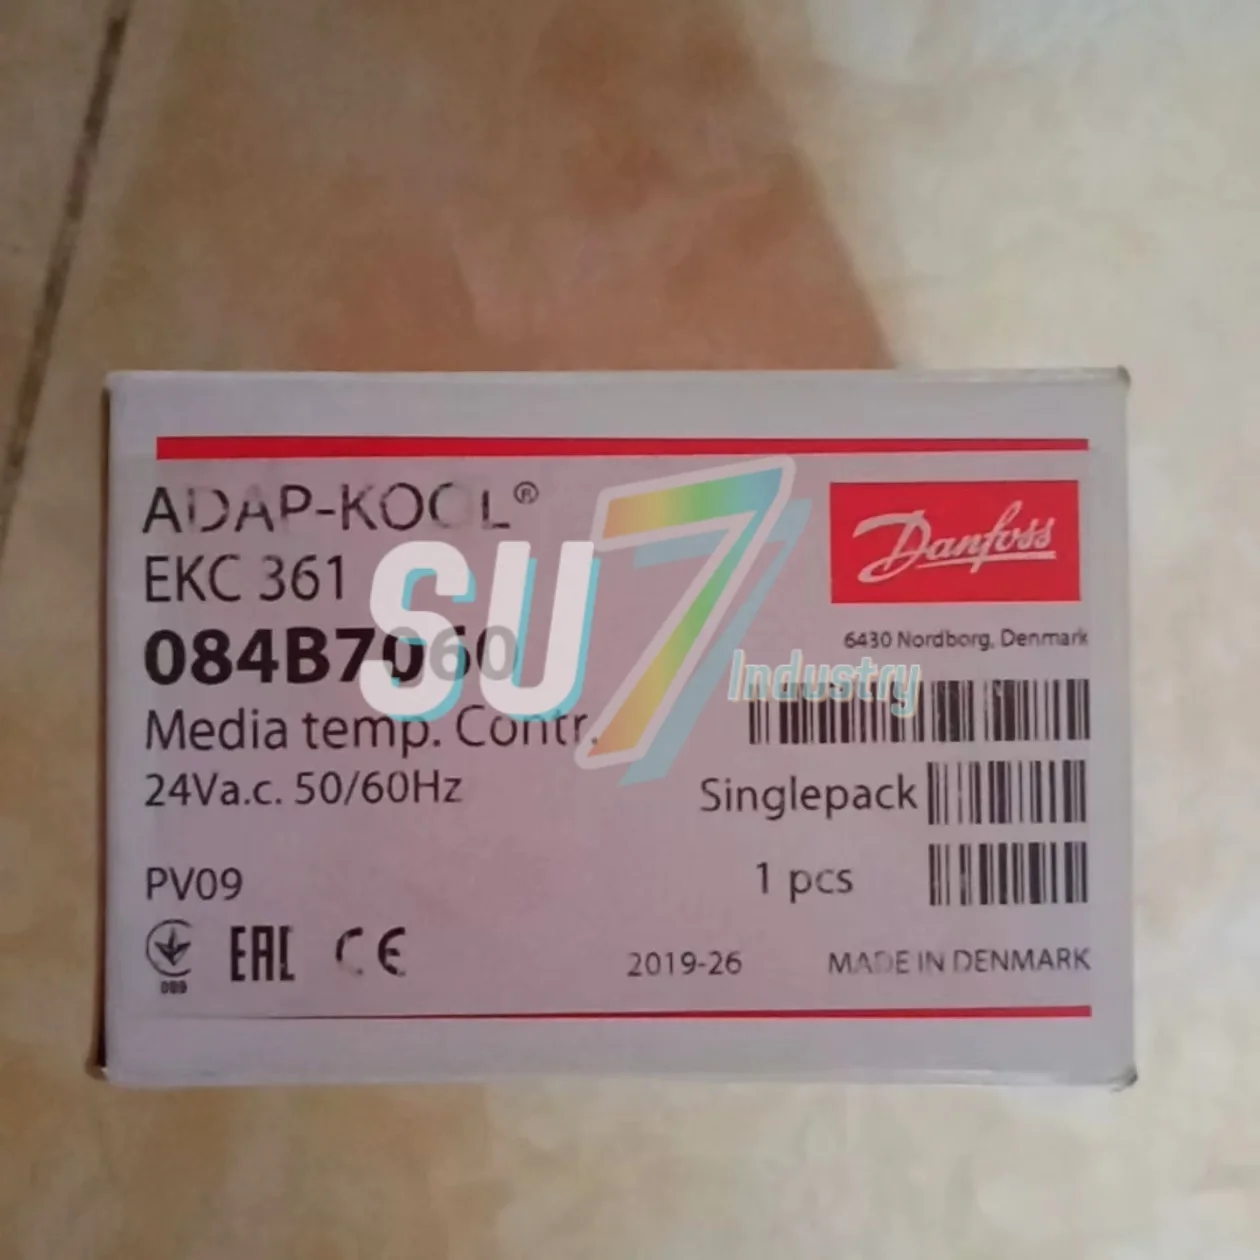 ADAP-KOOL®
EKC 361
084B7060
Media temp. Contr.
24Va.c. 50/60Hz
PV09
089
EAC CE
Danfoss
6430 Nordborg, Denmark
Singlepack
1 pcs
2019-26
MADE IN DENMARK
SU7
Industry